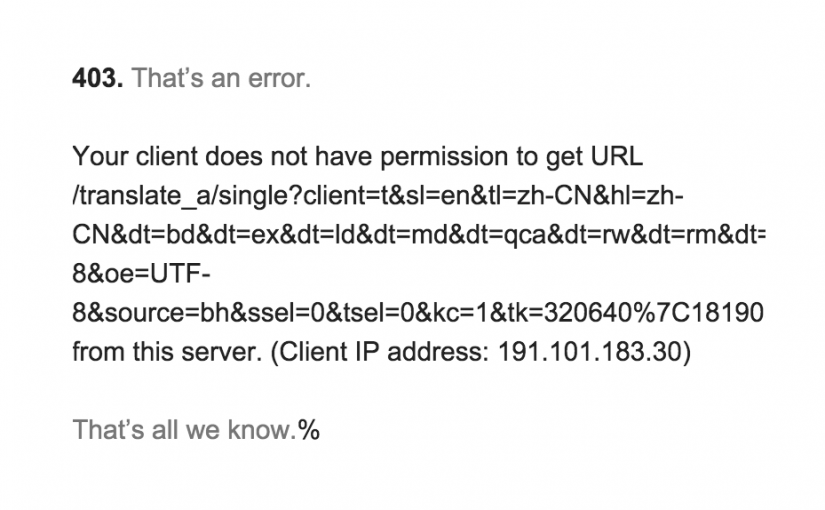 403. That’s an error.
Your client does not have permission to get URL
/translate_a/single?client=t&sl=en&tl=zh-CN&hl=zh-
CN&dt=bd&dt=ex&dt=ld&dt=md&dt=qca&dt=rw&dt=rm&dt=
8&oe=UTF-
8&source=bh&ssel=0&tsel=0&kc=1&tk=320640%7C18190
from this server. (Client IP address: 191.101.183.30)
That’s all we know.%